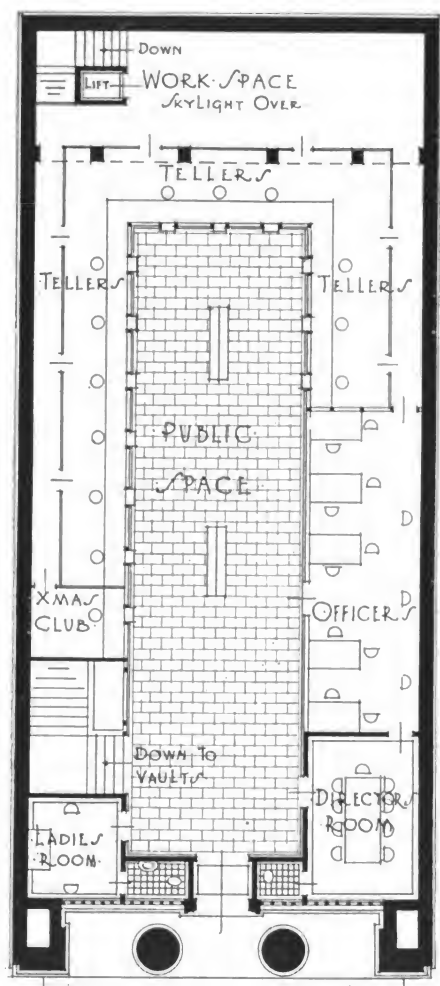 DOWN
LIFT
WORK·SPACE
SKYLIGHT OVER
TELLERS
TELLERS
TELLERS
PUBLIC
SPACE
XMAS
CLUB
OFFICERS
DOWN TO
VAULTS
DIRECTORS
ROOM
LADIES
ROOM